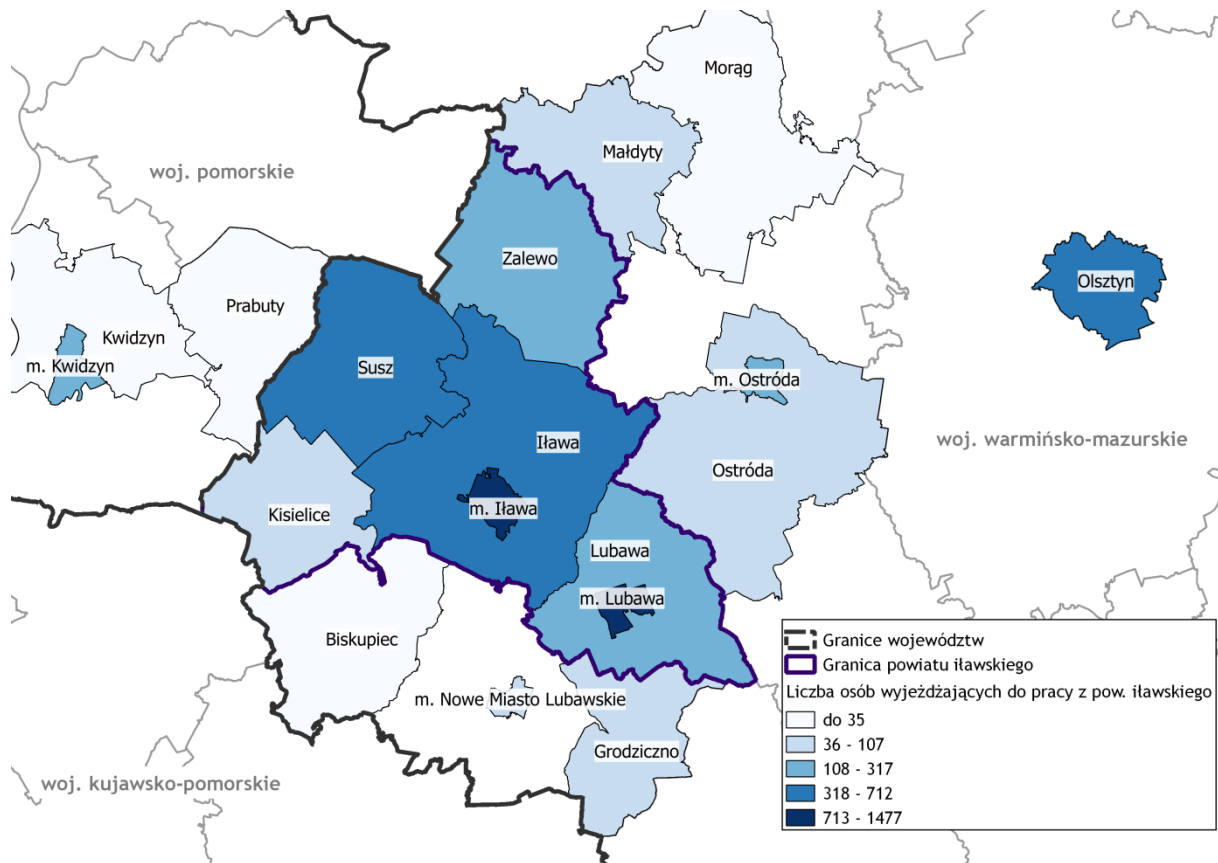 Morąg
Małdyty
woj. pomorskie
Zalewo
Olsztyn
Prabuty
Kwidzyn
m. Kwidzyn
Susz
m. Ostróda
Iława
woj. warmińsko-mazurskie
Ostróda
m. Iława
Kisielice
Lubawa
m. Lubawa
Biskupiec
m. Nowe Miasto Lubawskie
Grodziczno
woj. kujawsko-pomorskie
Granice województw
Granica powiatu iławskiego
Liczba osób wyjeżdżających do pracy z pow. iławskiego
do 35
36 - 107
108 - 317
318 - 712
713 - 1477